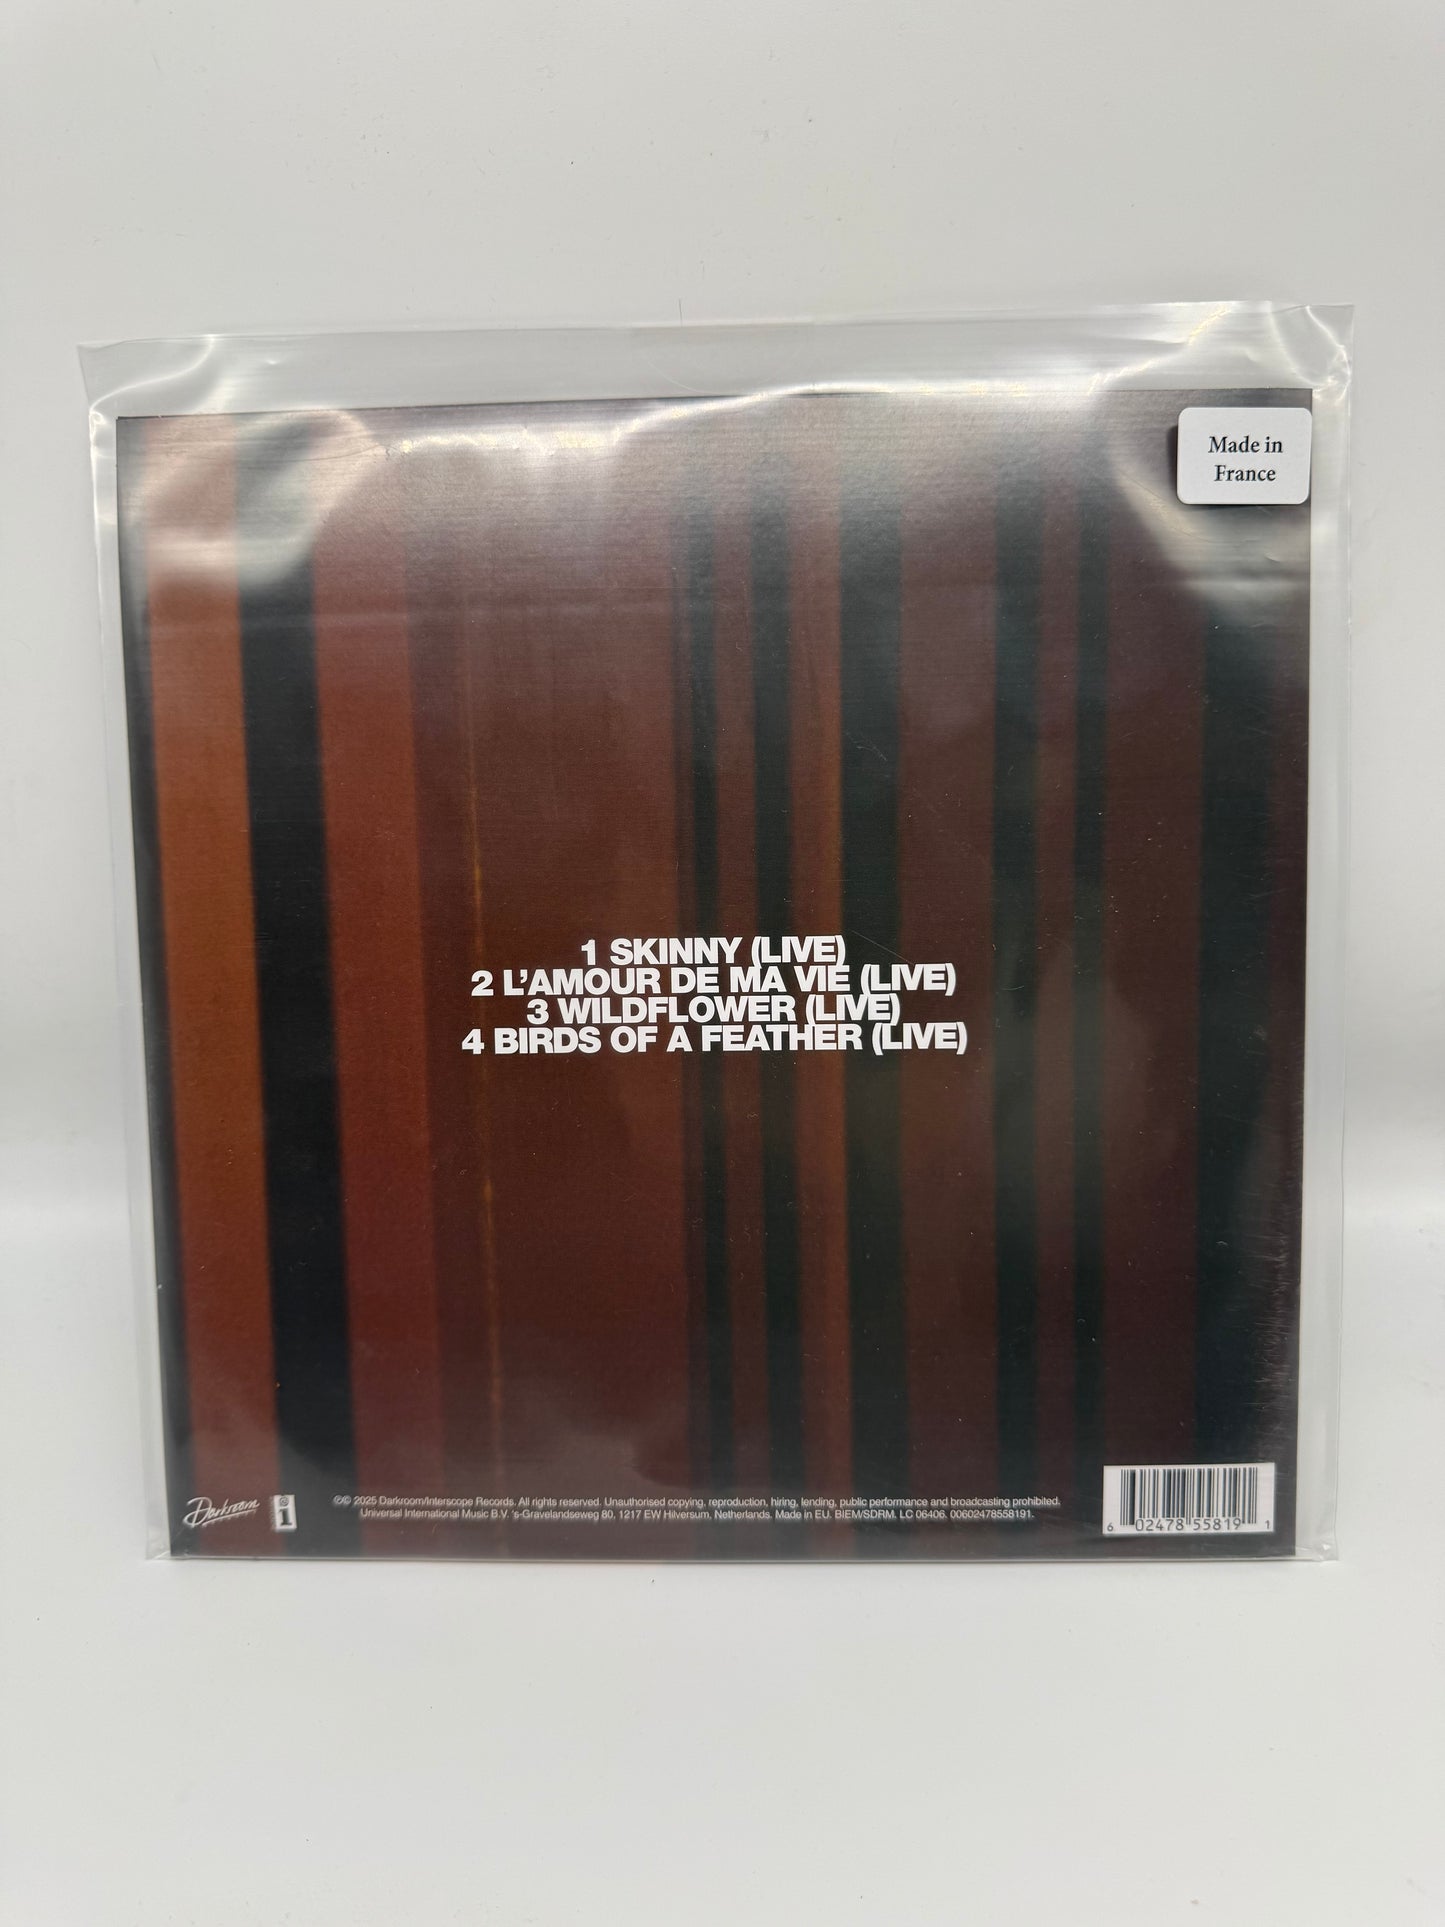 Made in
France
1 SKINNY (LIVE)
2 L'AMOUR DE MA VIE (LIVE)
3 WILDFLOWER (LIVE)
4 BIRDS OF A FEATHER (LIVE)
Darkroom
i
℗© 2025 Darkroom/Interscope Records. All rights reserved. Unauthorised copying, reproduction, hiring, lending, public performance and broadcasting prohibited.
Universal International Music B.V. 's-Gravelandseweg 80, 1217 EW Hilversum, Netherlands. Made in EU. BIEM/SDRM. LC 06406. 00602478558191.
6 02478 55819 1